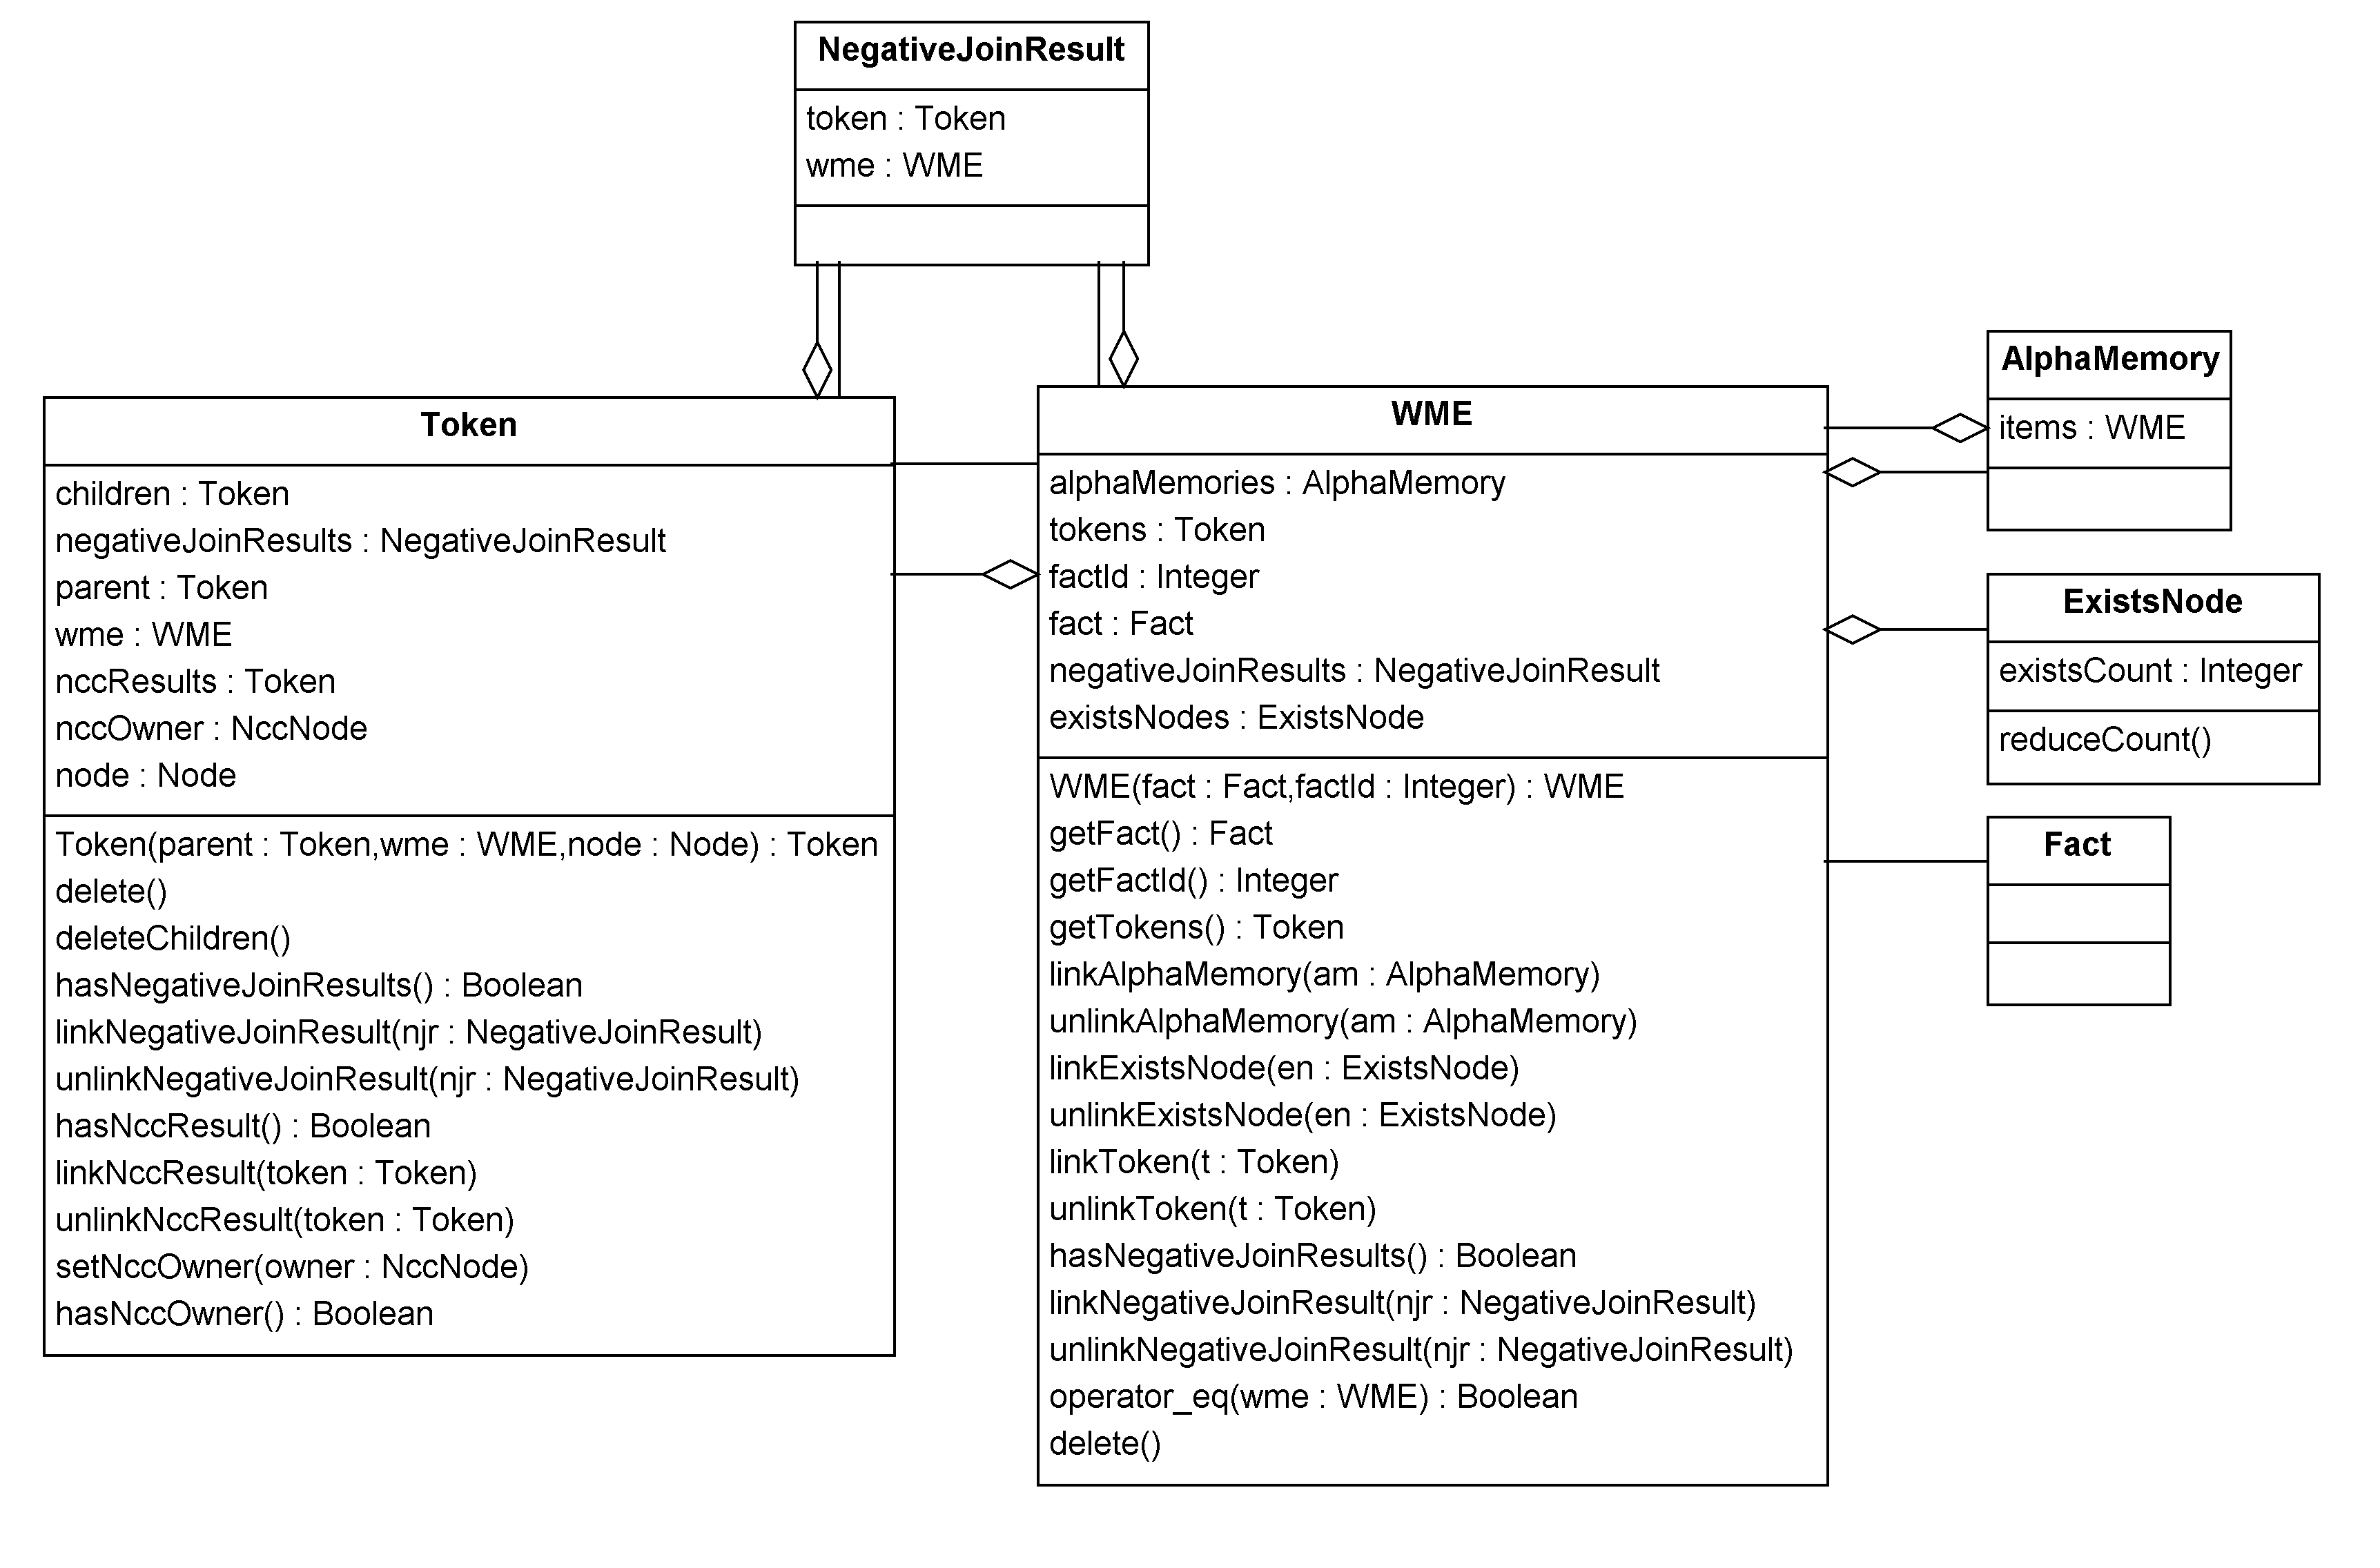 NegativeJoinResult
token : Token
wme : WME
Token
children : Token
negativeJoinResults : NegativeJoinResult
parent : Token
wme : WME
nccResults : Token
nccOwner : NccNode
node : Node
Token(parent : Token,wme : WME,node : Node) : Token
delete()
deleteChildren()
hasNegativeJoinResults() : Boolean
linkNegativeJoinResult(njr : NegativeJoinResult)
unlinkNegativeJoinResult(njr : NegativeJoinResult)
hasNccResult() : Boolean
linkNccResult(token : Token)
unlinkNccResult(token : Token)
setNccOwner(owner : NccNode)
hasNccOwner() : Boolean
WME
alphaMemories : AlphaMemory
tokens : Token
factId : Integer
fact : Fact
negativeJoinResults : NegativeJoinResult
existsNodes : ExistsNode
WME(fact : Fact,factId : Integer) : WME
getFact() : Fact
getFactId() : Integer
getTokens() : Token
linkAlphaMemory(am : AlphaMemory)
unlinkAlphaMemory(am : AlphaMemory)
linkExistsNode(en : ExistsNode)
unlinkExistsNode(en : ExistsNode)
linkToken(t : Token)
unlinkToken(t : Token)
hasNegativeJoinResults() : Boolean
linkNegativeJoinResult(njr : NegativeJoinResult)
unlinkNegativeJoinResult(njr : NegativeJoinResult)
operator_eq(wme : WME) : Boolean
delete()
AlphaMemory
items : WME
ExistsNode
existsCount : Integer
reduceCount()
Fact